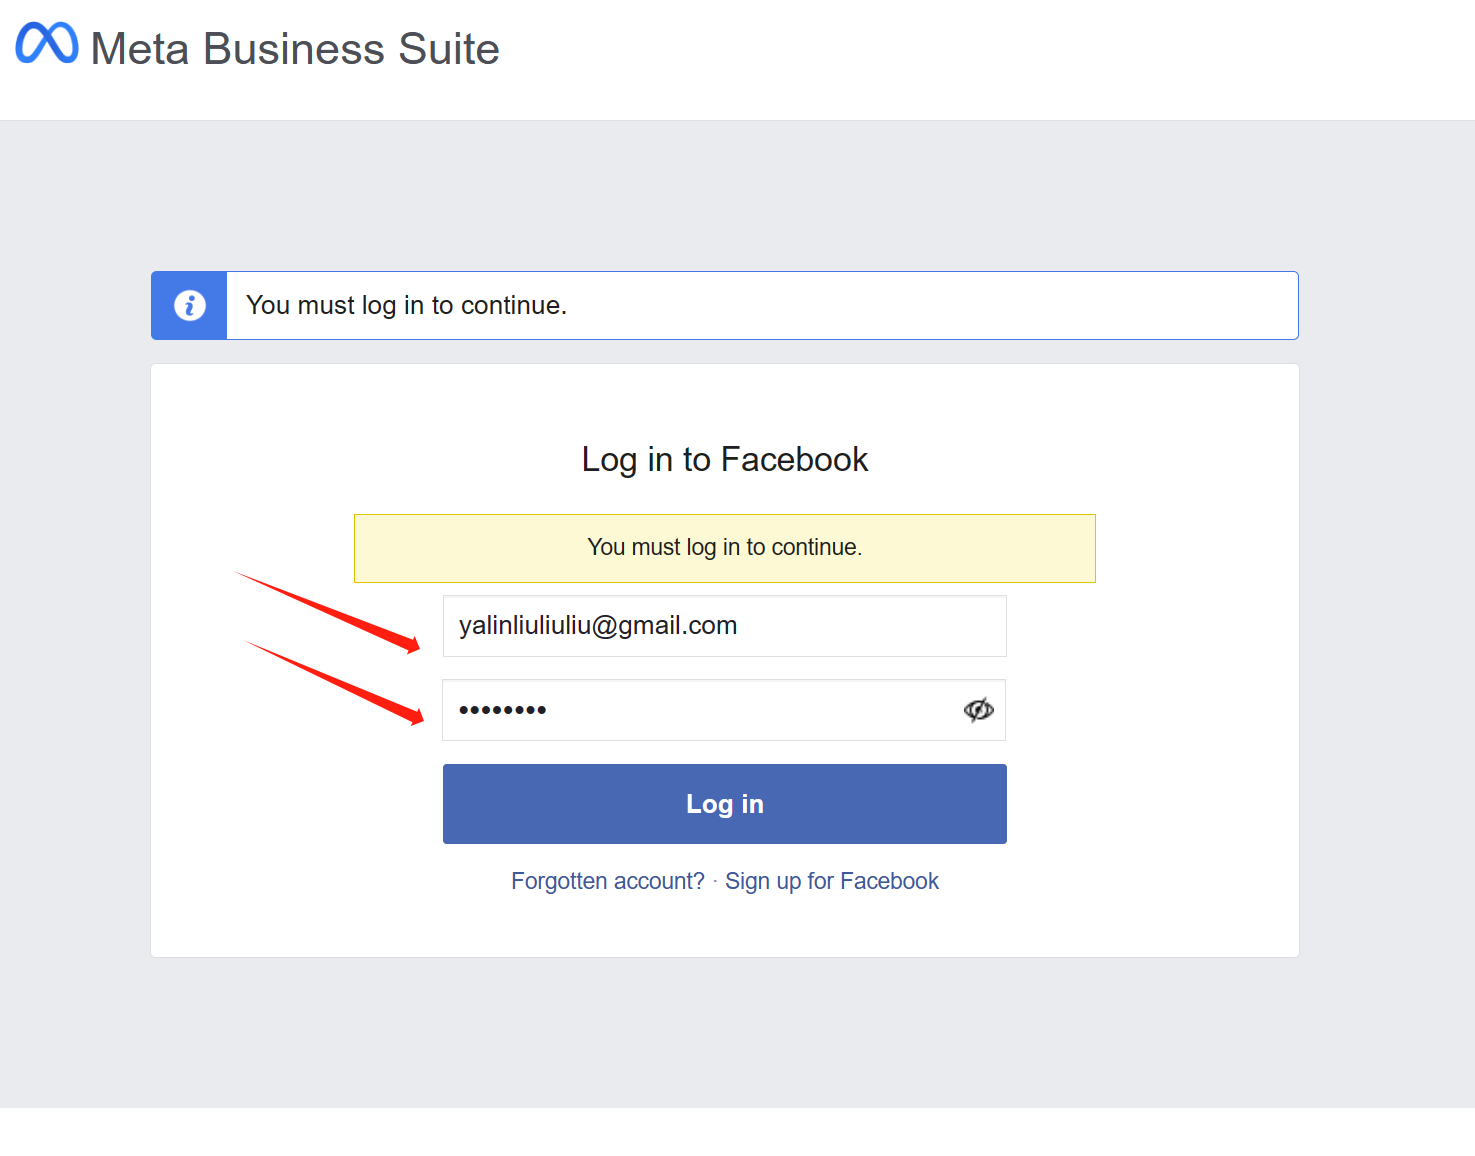 Meta Business Suite
You must log in to continue.
Log in to Facebook
You must log in to continue.
yalinliuliuliu@gmail.com
••••••••
Log in
Forgotten account? · Sign up for Facebook